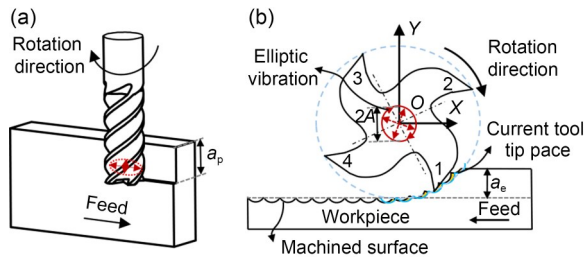 (a)
Rotation
direction
a_p
Feed
(b)
Y
Elliptic
vibration
Rotation
direction
3
2
O
X
2A
4
1
Current tool
tip pace
a_e
Workpiece
Feed
Machined surface